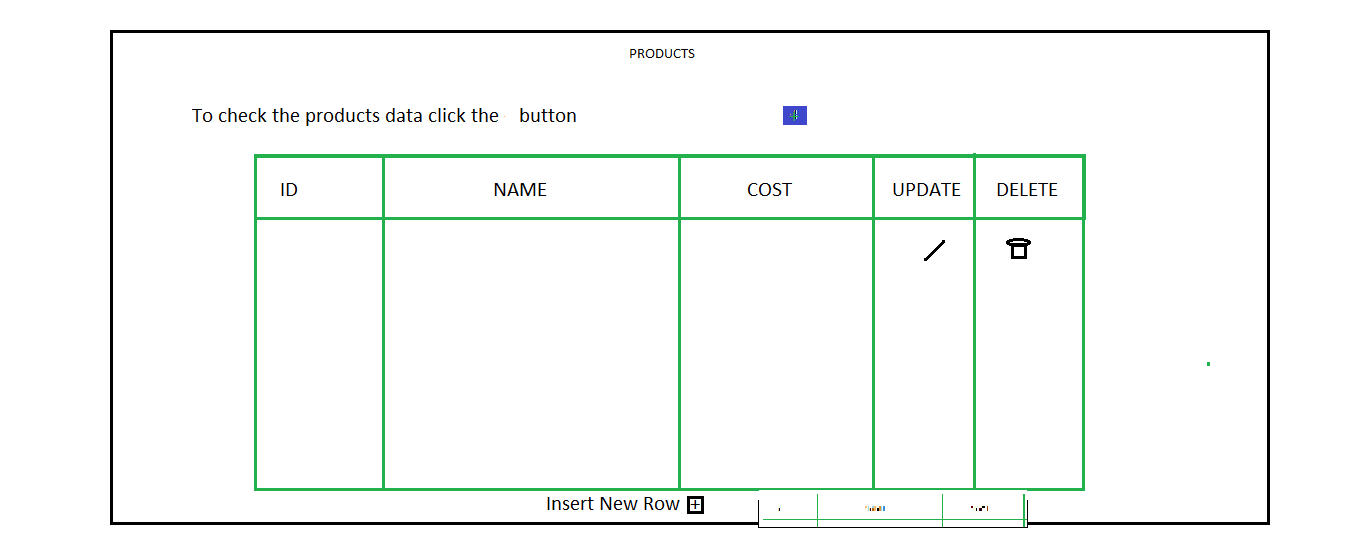 PRODUCTS
To check the products data click the button
ID NAME COST UPDATE DELETE
Insert New Row